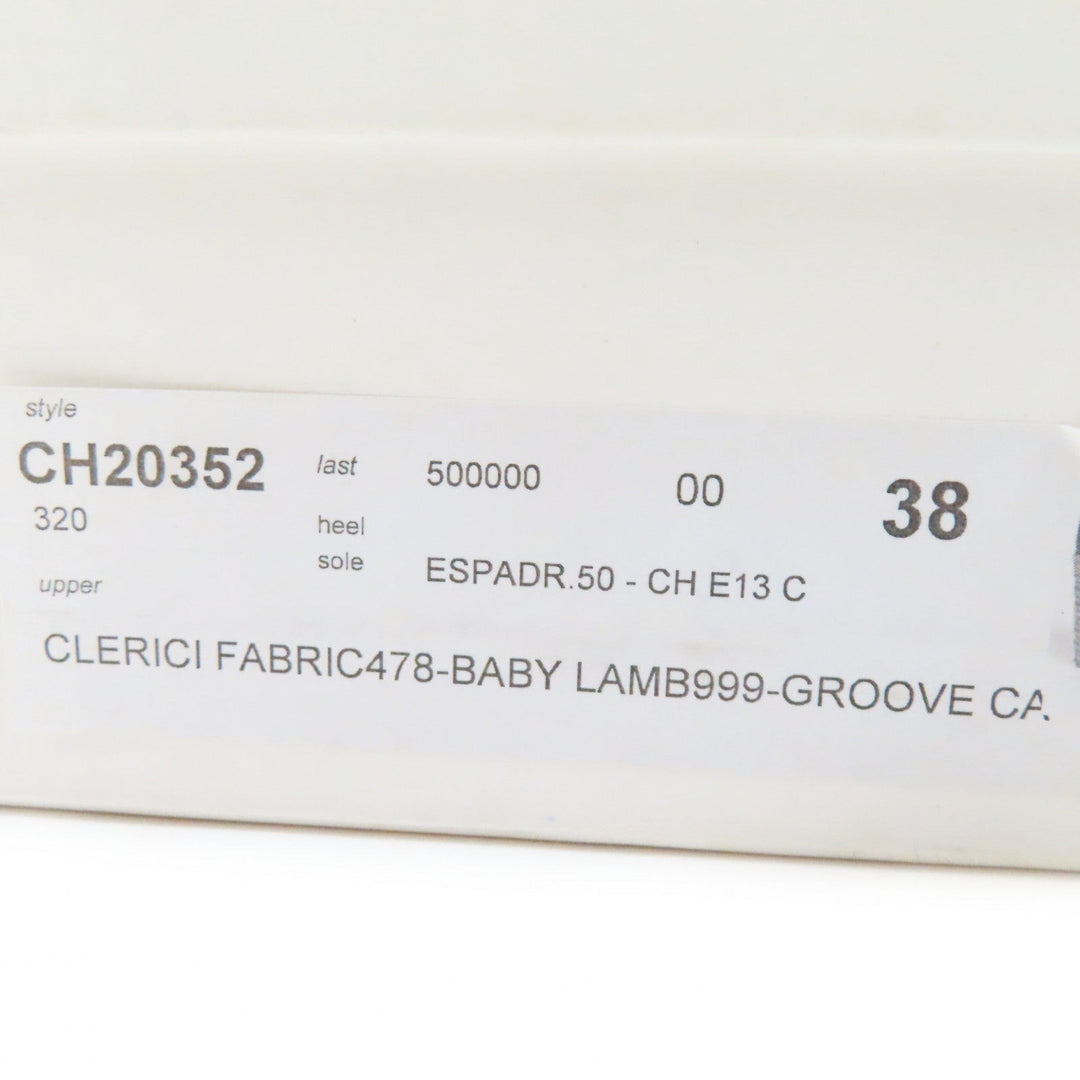 style
CH20352 last 500000 00 38
320 heel
sole ESPADR.50 - CH E13 C
upper
CLERICI FABRIC478-BABY LAMB999-GROOVE CA.